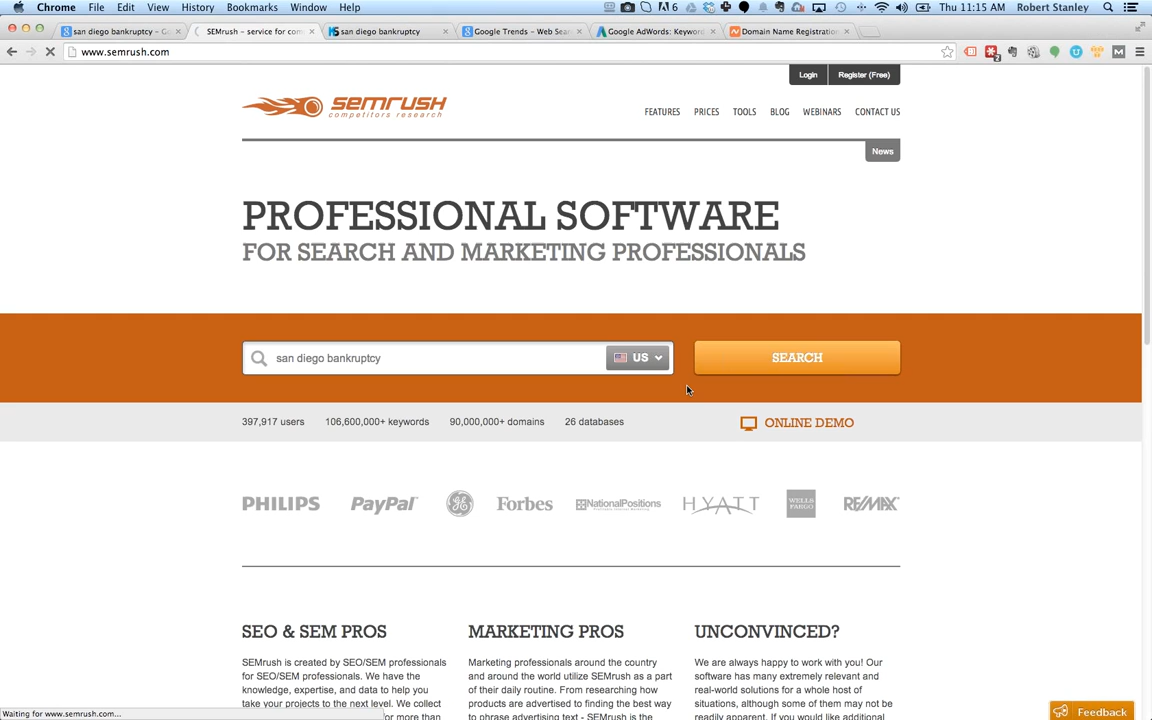 Chrome File Edit View History Bookmarks Window Help 6 Thu 11:15 AM Robert Stanley
san diego bankruptcy - G SEMrush – service for com san diego bankruptcy Google Trends - Web Sear Google AdWords: Keyword Domain Name Registration
www.semrush.com 2
Login Register (Free)
semrush
competitors research
FEATURES PRICES TOOLS BLOG WEBINARS CONTACT US
News
PROFESSIONAL SOFTWARE
FOR SEARCH AND MARKETING PROFESSIONALS
san diego bankruptcy US SEARCH
397,917 users 106,600,000+ keywords 90,000,000+ domains 26 databases ONLINE DEMO
PHILIPS PayPal GE Forbes NationalPositions HYATT WELLS FARGO RE/MAX
SEO & SEM PROS MARKETING PROS UNCONVINCED?
SEMrush is created by SEO/SEM professionals Marketing professionals around the country We are always happy to work with you! Our
for SEO/SEM professionals. We have the and around the world utilize SEMrush as a part software has many extremely relevant and
knowledge, expertise, and data to help you of their daily routine. From researching how real-world solutions for a whole host of
take your projects to the next level. We collect products are advertised to finding the best way situations, although some of them may not be
or more than to phrase advertising text - SEMrush is the readily apparent. If you would like additional
Waiting for www.semrush.com...
Feedback